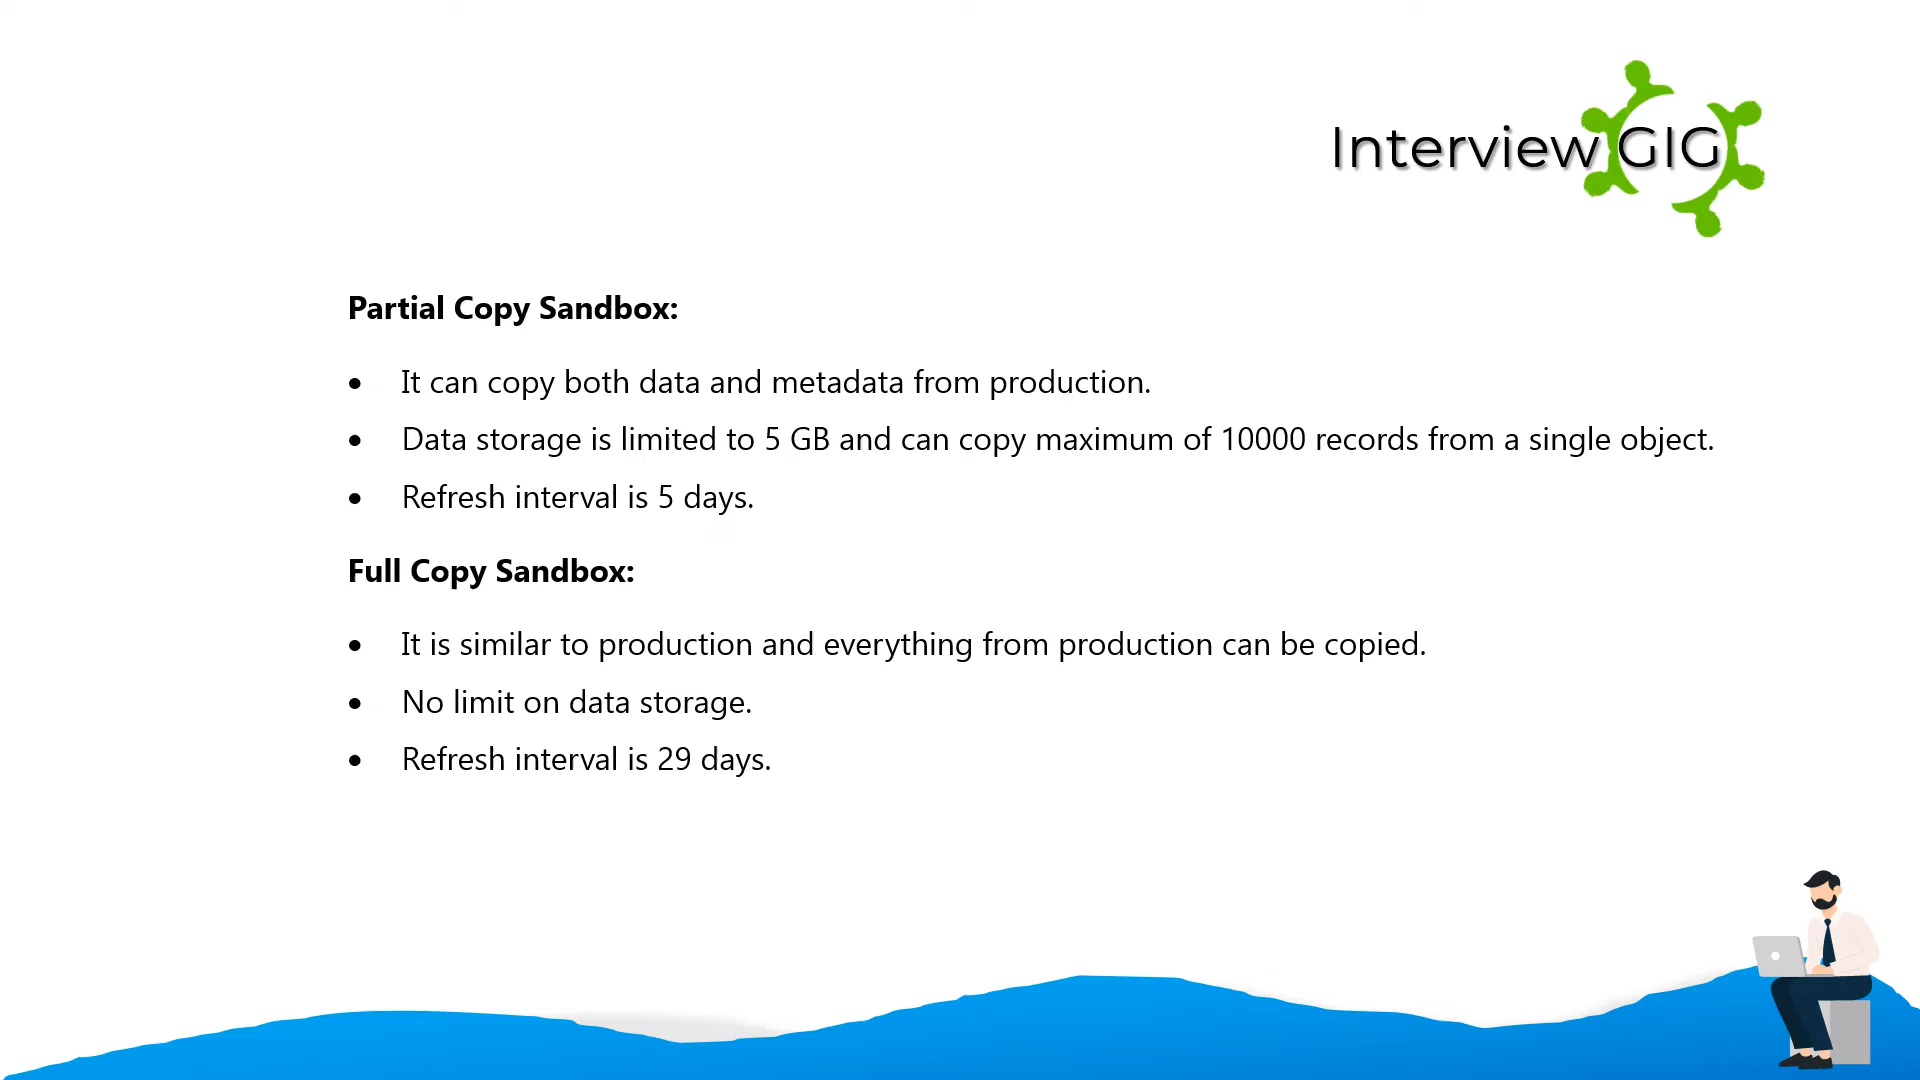 Interview GIG
Partial Copy Sandbox:
• It can copy both data and metadata from production.
• Data storage is limited to 5 GB and can copy maximum of 10000 records from a single object.
• Refresh interval is 5 days.
Full Copy Sandbox:
• It is similar to production and everything from production can be copied.
• No limit on data storage.
• Refresh interval is 29 days.